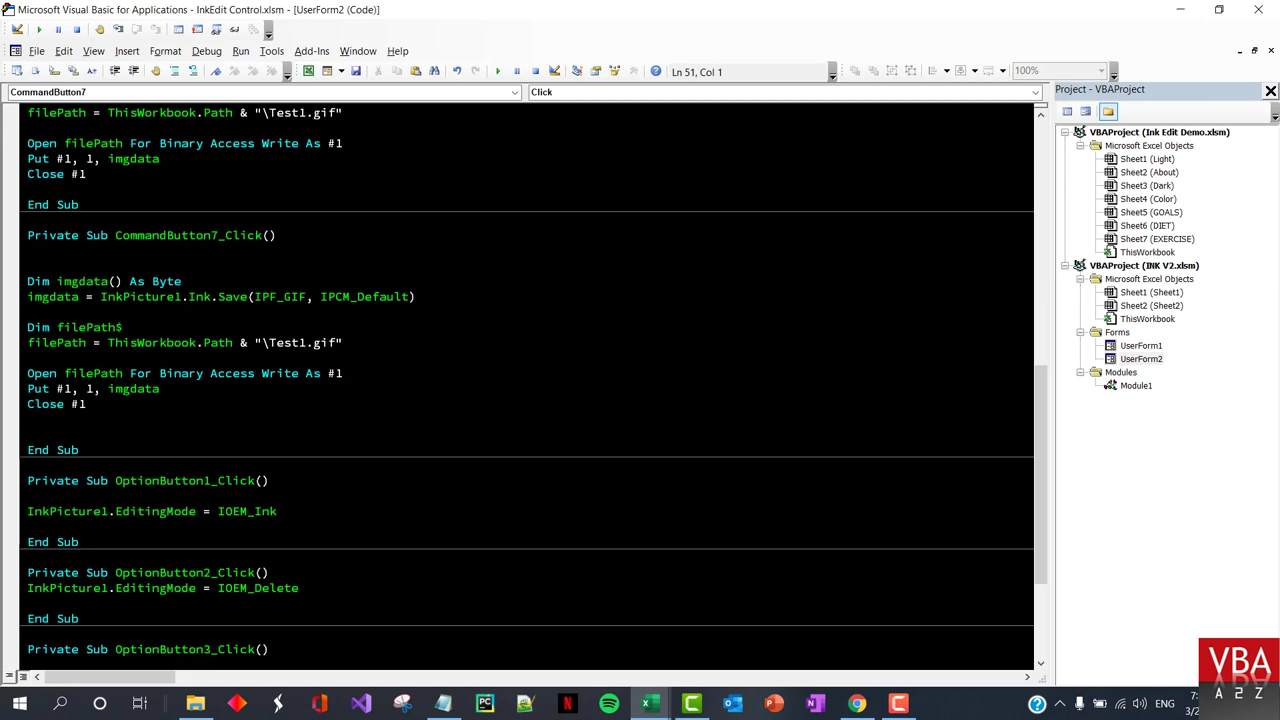 Microsoft Visual Basic for Applications - InkEdit Control.xlsm - [UserForm2 (Code)]
File Edit View Insert Format Debug Run Tools Add-Ins Window Help
Ln 51, Col 1
100%
CommandButton7
Click
filePath = ThisWorkbook.Path & "\Test1.gif"
Open filePath For Binary Access Write As #1
Put #1, 1, imgdata
Close #1
End Sub
Private Sub CommandButton7_Click()
Dim imgdata() As Byte
imgdata = InkPicture1.Ink.Save(IPF_GIF, IPCM_Default)
Dim filePath$
filePath = ThisWorkbook.Path & "\Test1.gif"
Open filePath For Binary Access Write As #1
Put #1, 1, imgdata
Close #1
End Sub
Private Sub OptionButton1_Click()
InkPicture1.EditingMode = IOEM_Ink
End Sub
Private Sub OptionButton2_Click()
InkPicture1.EditingMode = IOEM_Delete
End Sub
Private Sub OptionButton3_Click()
Project - VBAProject
VBAProject (Ink Edit Demo.xlsm)
Microsoft Excel Objects
Sheet1 (Light)
Sheet2 (About)
Sheet3 (Dark)
Sheet4 (Color)
Sheet5 (GOALS)
Sheet6 (DIET)
Sheet7 (EXERCISE)
ThisWorkbook
VBAProject (INK V2.xlsm)
Microsoft Excel Objects
Sheet1 (Sheet1)
Sheet2 (Sheet2)
ThisWorkbook
Forms
UserForm1
UserForm2
Modules
Module1
ENG
VBA
A 2 Z